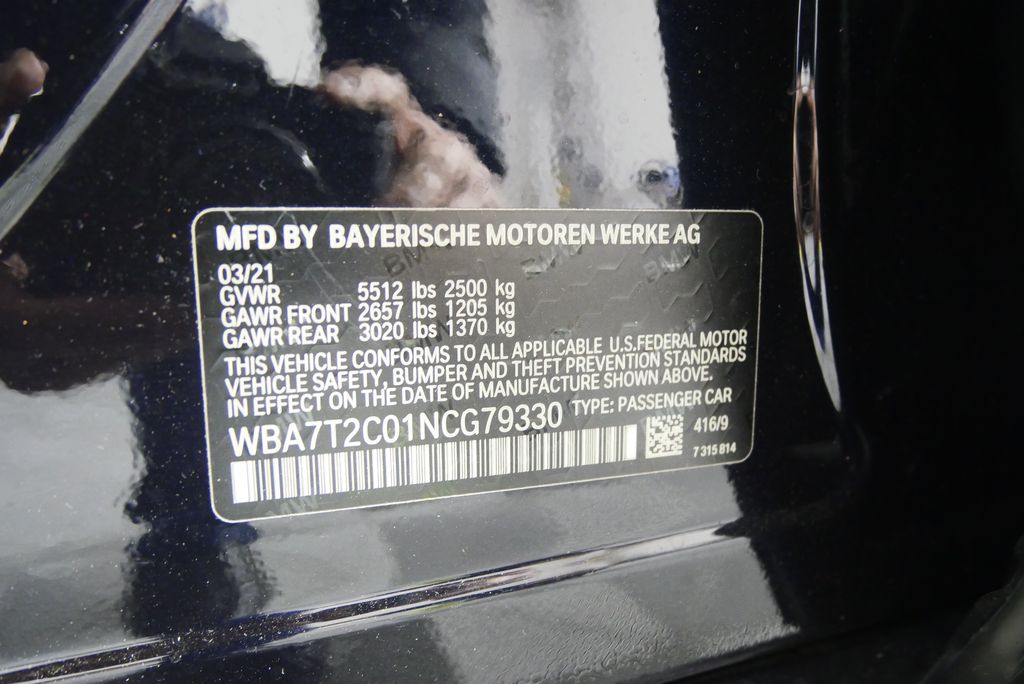 MFD BY BAYERISCHE MOTOREN WERKE AG
03/21
GVWR 5512 lbs 2500 kg
GAWR FRONT 2657 lbs 1205 kg
GAWR REAR 3020 lbs 1370 kg
THIS VEHICLE CONFORMS TO ALL APPLICABLE U.S.FEDERAL MOTOR
VEHICLE SAFETY, BUMPER AND THEFT PREVENTION STANDARDS
IN EFFECT ON THE DATE OF MANUFACTURE SHOWN ABOVE.
WBA7T2C01NCG79330 TYPE: PASSENGER CAR
416/9
7 315 814